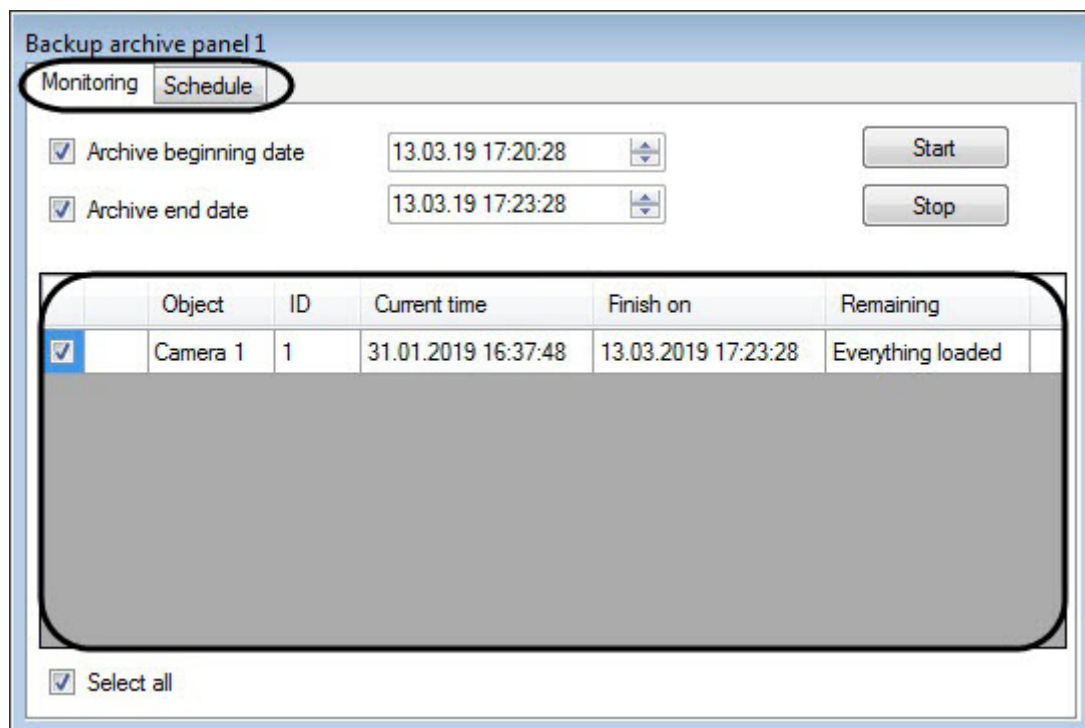 Backup archive panel 1
Monitoring Schedule
Archive beginning date 13.03.19 17:20:28 Start
Archive end date 13.03.19 17:23:28 Stop
Object ID Current time Finish on Remaining
Camera 1 1 31.01.2019 16:37:48 13.03.2019 17:23:28 Everything loaded
Select all